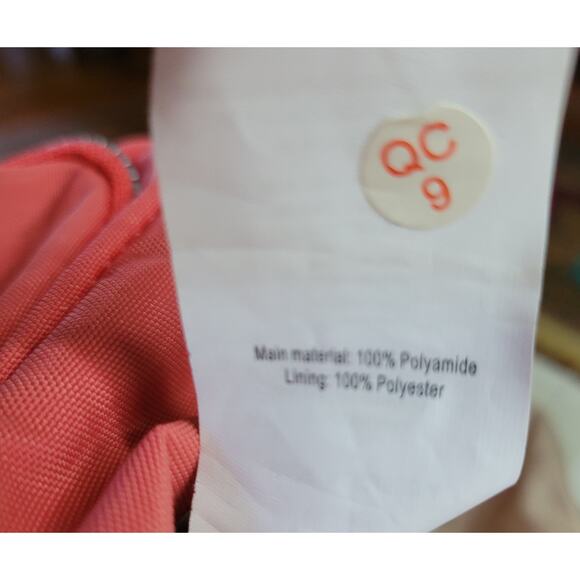 QC
9
Main material: 100% Polyamide
Lining: 100% Polyester